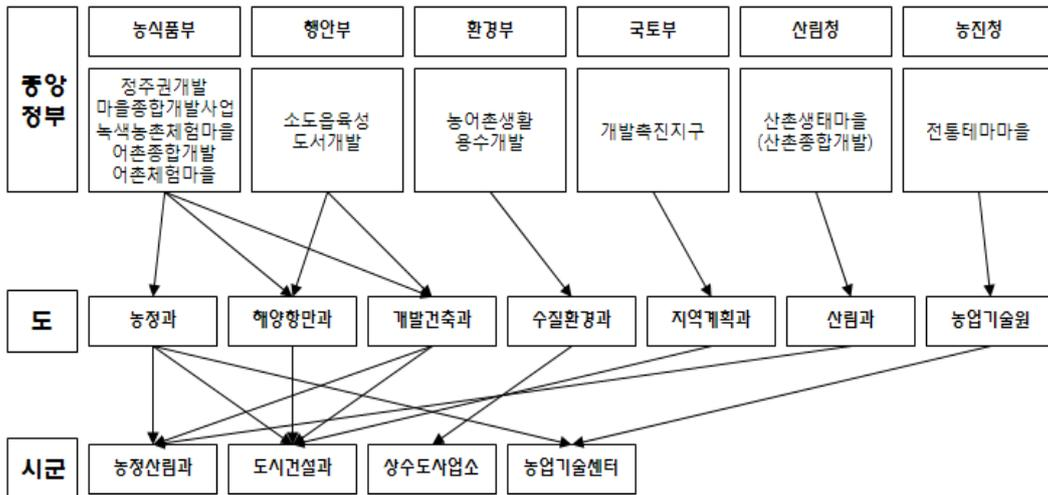 농식품부
행안부
환경부
국토부
산림청
농진청
중앙
정부
정주권개발
마을종합개발사업
녹색농촌체험마을
어촌종합개발
어촌체험마을
소도읍육성
도서개발
농어촌생활
용수개발
개발촉진지구
산촌생태마을
(산촌종합개발)
전통테마마을
도
농정과
해양항만과
개발건축과
수질환경과
지역계획과
산림과
농업기술원
시군
농정산림과
도시건설과
상수도사업소
농업기술센터